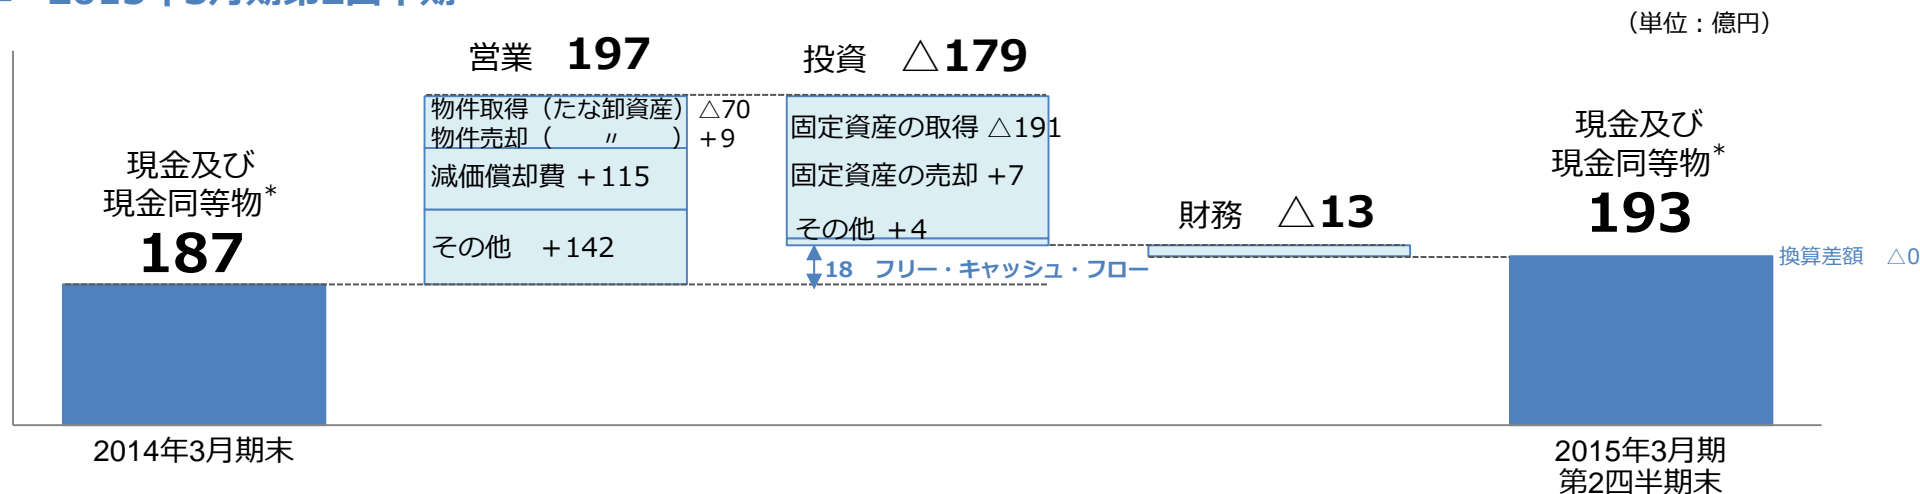 （単位：億円）
営業 197
投資 △179
物件取得（たな卸資産） △70
物件売却（ 〃 ） +9
減価償却費 +115
その他 +142
固定資産の取得 △191
固定資産の売却 +7
その他 +4
18 フリー・キャッシュ・フロー
財務 △13
現金及び
現金同等物*
187
現金及び
現金同等物*
193
換算差額 △0
2014年3月期末
2015年3月期
第2四半期末